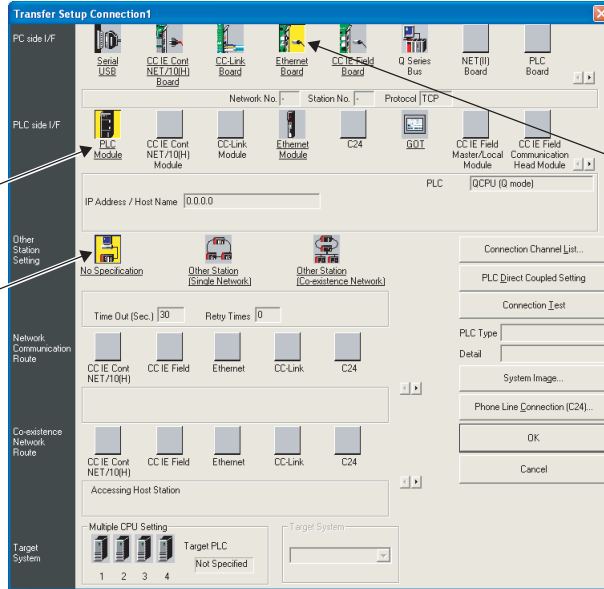 Transfer Setup Connection1
PC side I/F
Serial
USB
CC IE Cont
NET/10(H)
Board
CC-Link
Board
Ethernet
Board
CC IE Field
Board
Q Series
Bus
NET(II)
Board
PLC
Board
Network No. - Station No. - Protocol TCP
PLC side I/F
PLC
Module
CC IE Cont
NET/10(H)
Module
CC-Link
Module
Ethernet
Module
C24
GOT
CC IE Field
Master/Local
Module
CC IE Field
Communication
Head Module
PLC QCPU (Q mode)
IP Address / Host Name 0.0.0.0
Other
Station
Setting
No Specification
Other Station
(Single Network)
Other Station
(Co-existence Network)
Time Out (Sec.) 30 Retry Times 0
Connection Channel List...
PLC Direct Coupled Setting
Connection Test
PLC Type
Detail
System Image...
Phone Line Connection (C24)...
OK
Cancel
Network
Communication
Route
CC IE Cont
NET/10(H)
CC IE Field
Ethernet
CC-Link
C24
Co-existence
Network
Route
CC IE Cont
NET/10(H)
CC IE Field
Ethernet
CC-Link
C24
Accessing Host Station
Target
System
Multiple CPU Setting
1 2 3 4
Target PLC
Not Specified
Target System